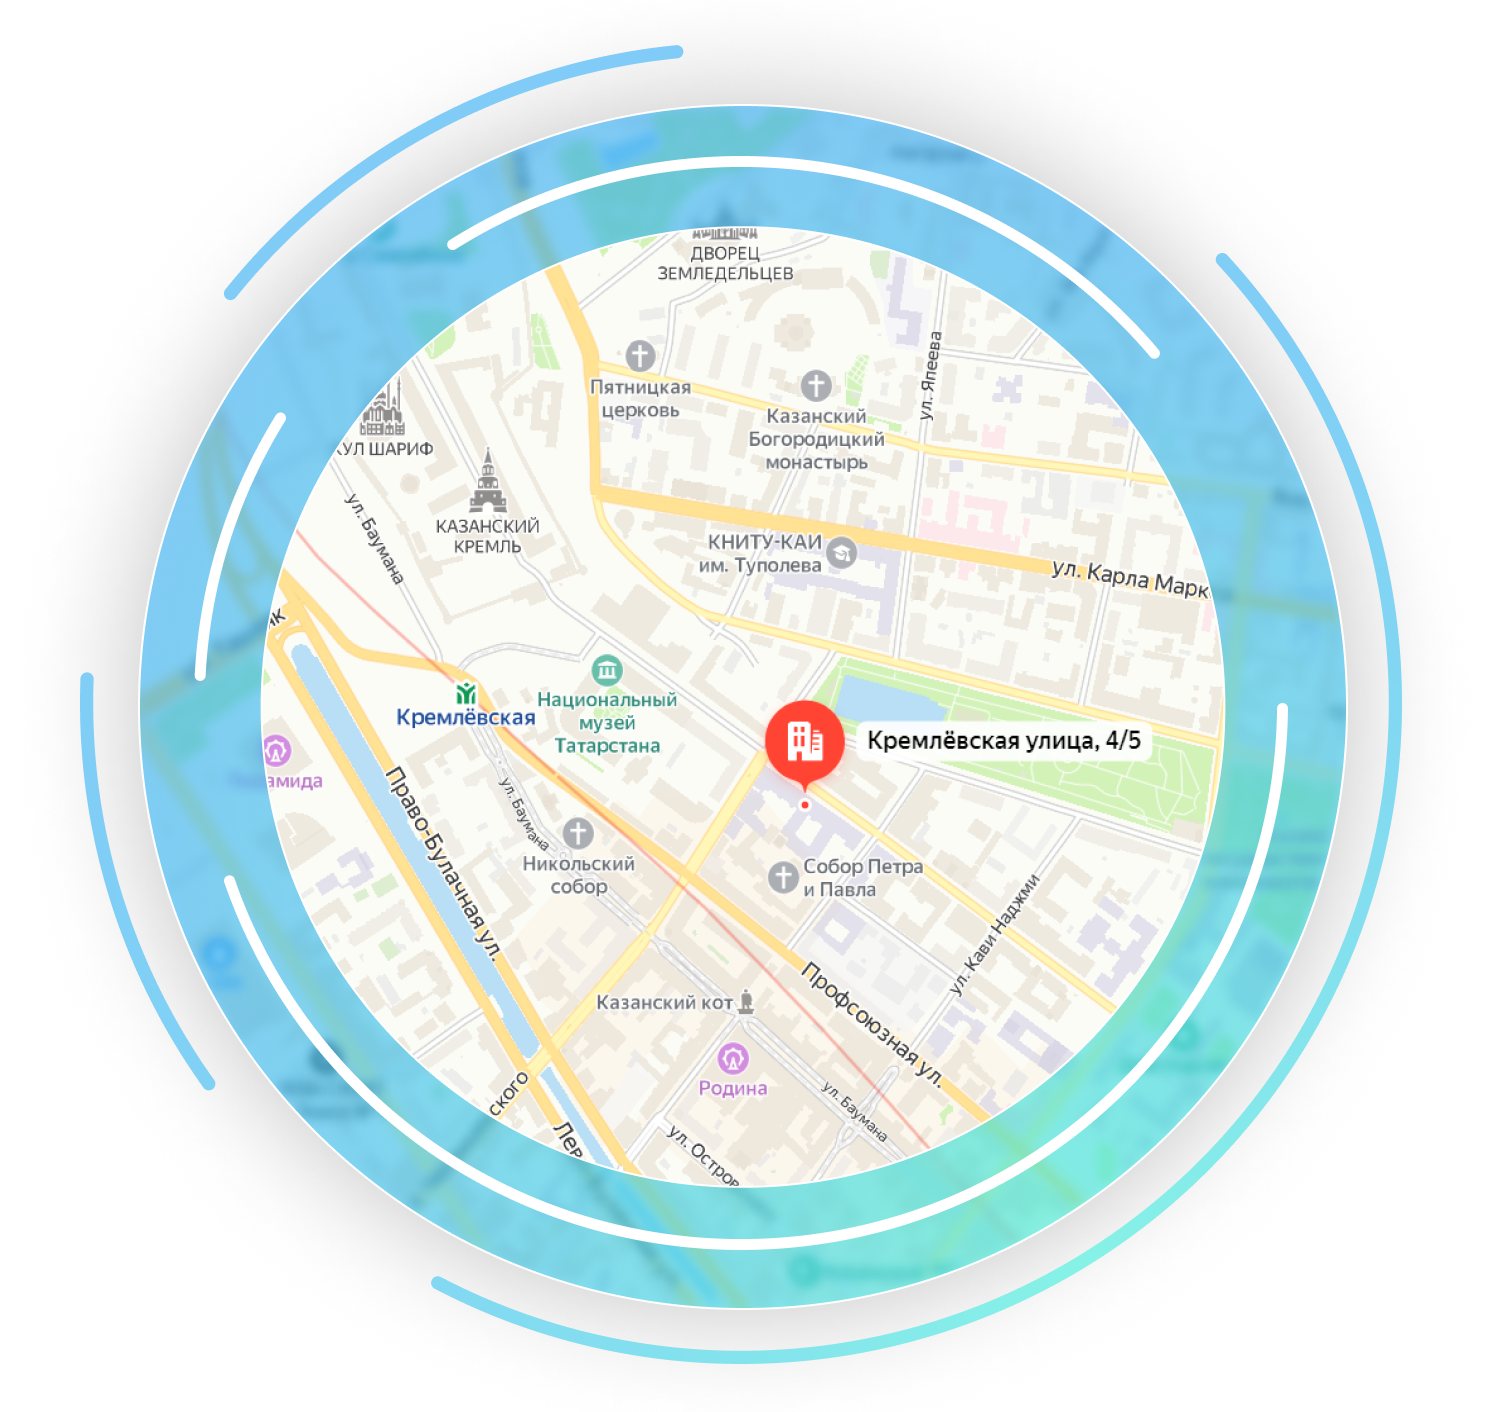 ДВОРЕЦ
ЗЕМЛЕДЕЛЬЦЕВ
ул. Япеева
Пятницкая
церковь
Казанский
Богородицкий
монастырь
КУЛ ШАРИФ
КАЗАНСКИЙ
КРЕМЛЬ
ул. Баумана
КНИТУ-КАИ
им. Туполева
ул. Карла Марк
Национальный
музей
Татарстана
Кремлёвская
Кремлёвская улица, 4/5
амида
Право-Булачная ул.
ул. Баумана
Никольский
собор
Собор Петра
и Павла
ул. Кави Наджми
Казанский кот
Профсоюзная ул.
Родина
ул. Баумана
ского
Лев
ул. Остров